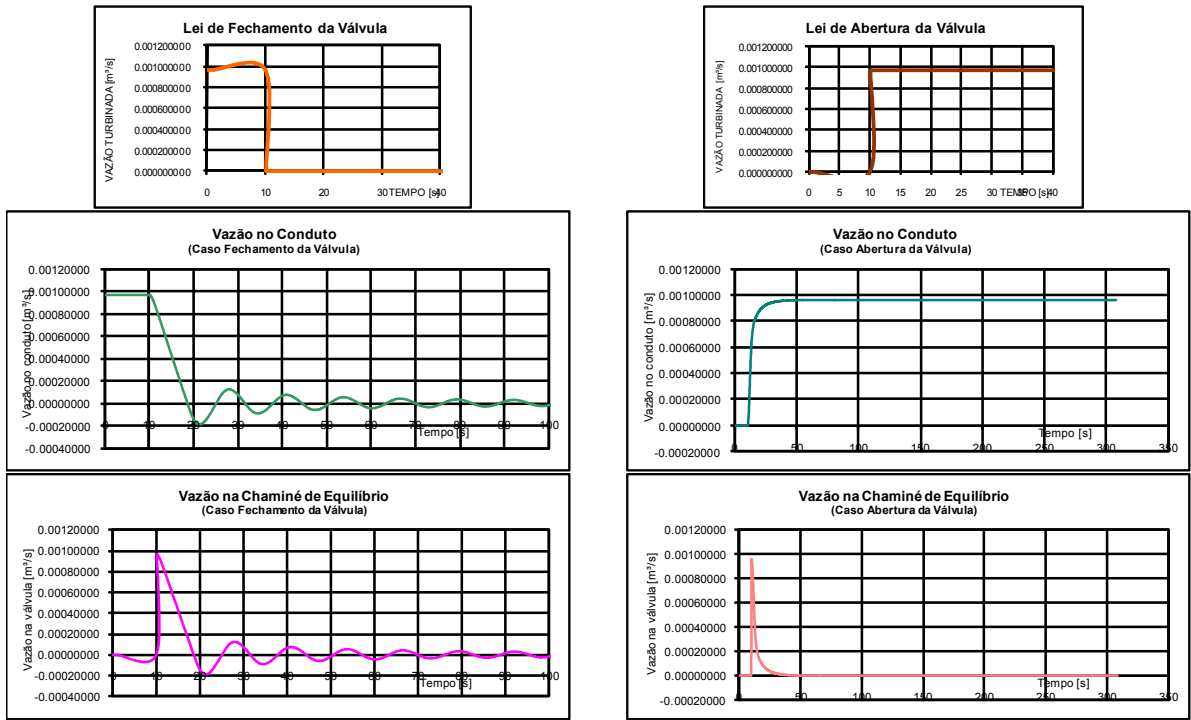 Lei de Fechamento da Válvula
VAZÃO TURBINADA [m³/s]
0.001200000
0.001000000
0.000800000
0.000600000
0.000400000
0.000200000
0.000000000
0 10 20 30 TEMPO [s] 40
Lei de Abertura da Válvula
VAZÃO TURBINADA [m³/s]
0.001200000
0.001000000
0.000800000
0.000600000
0.000400000
0.000200000
0.000000000
0 5 10 15 20 25 30 TEMPO [s] 35 40
Vazão no Conduto
(Caso Fechamento da Válvula)
Vazão no conduto [m³/s]
0.00120000
0.00100000
0.00080000
0.00060000
0.00040000
0.00020000
0.00000000
-0.00020000
-0.00040000
0 10 20 30 40 50 60 70 80 90 100
Tempo [s]
Vazão no Conduto
(Caso Abertura da Válvula)
Vazão no conduto [m³/s]
0.00120000
0.00100000
0.00080000
0.00060000
0.00040000
0.00020000
0.00000000
-0.00020000
0 50 100 150 200 250 300 350
Tempo [s]
Vazão na Chaminé de Equilíbrio
(Caso Fechamento da Válvula)
Vazão na válvula [m³/s]
0.00120000
0.00100000
0.00080000
0.00060000
0.00040000
0.00020000
0.00000000
-0.00020000
-0.00040000
0 10 20 30 40 50 60 70 80 90 100
Tempo [s]
Vazão na Chaminé de Equilíbrio
(Caso Abertura da Válvula)
Vazão na válvula [m³/s]
0.00120000
0.00100000
0.00080000
0.00060000
0.00040000
0.00020000
0.00000000
-0.00020000
0 50 100 150 200 250 300 350
Tempo [s]